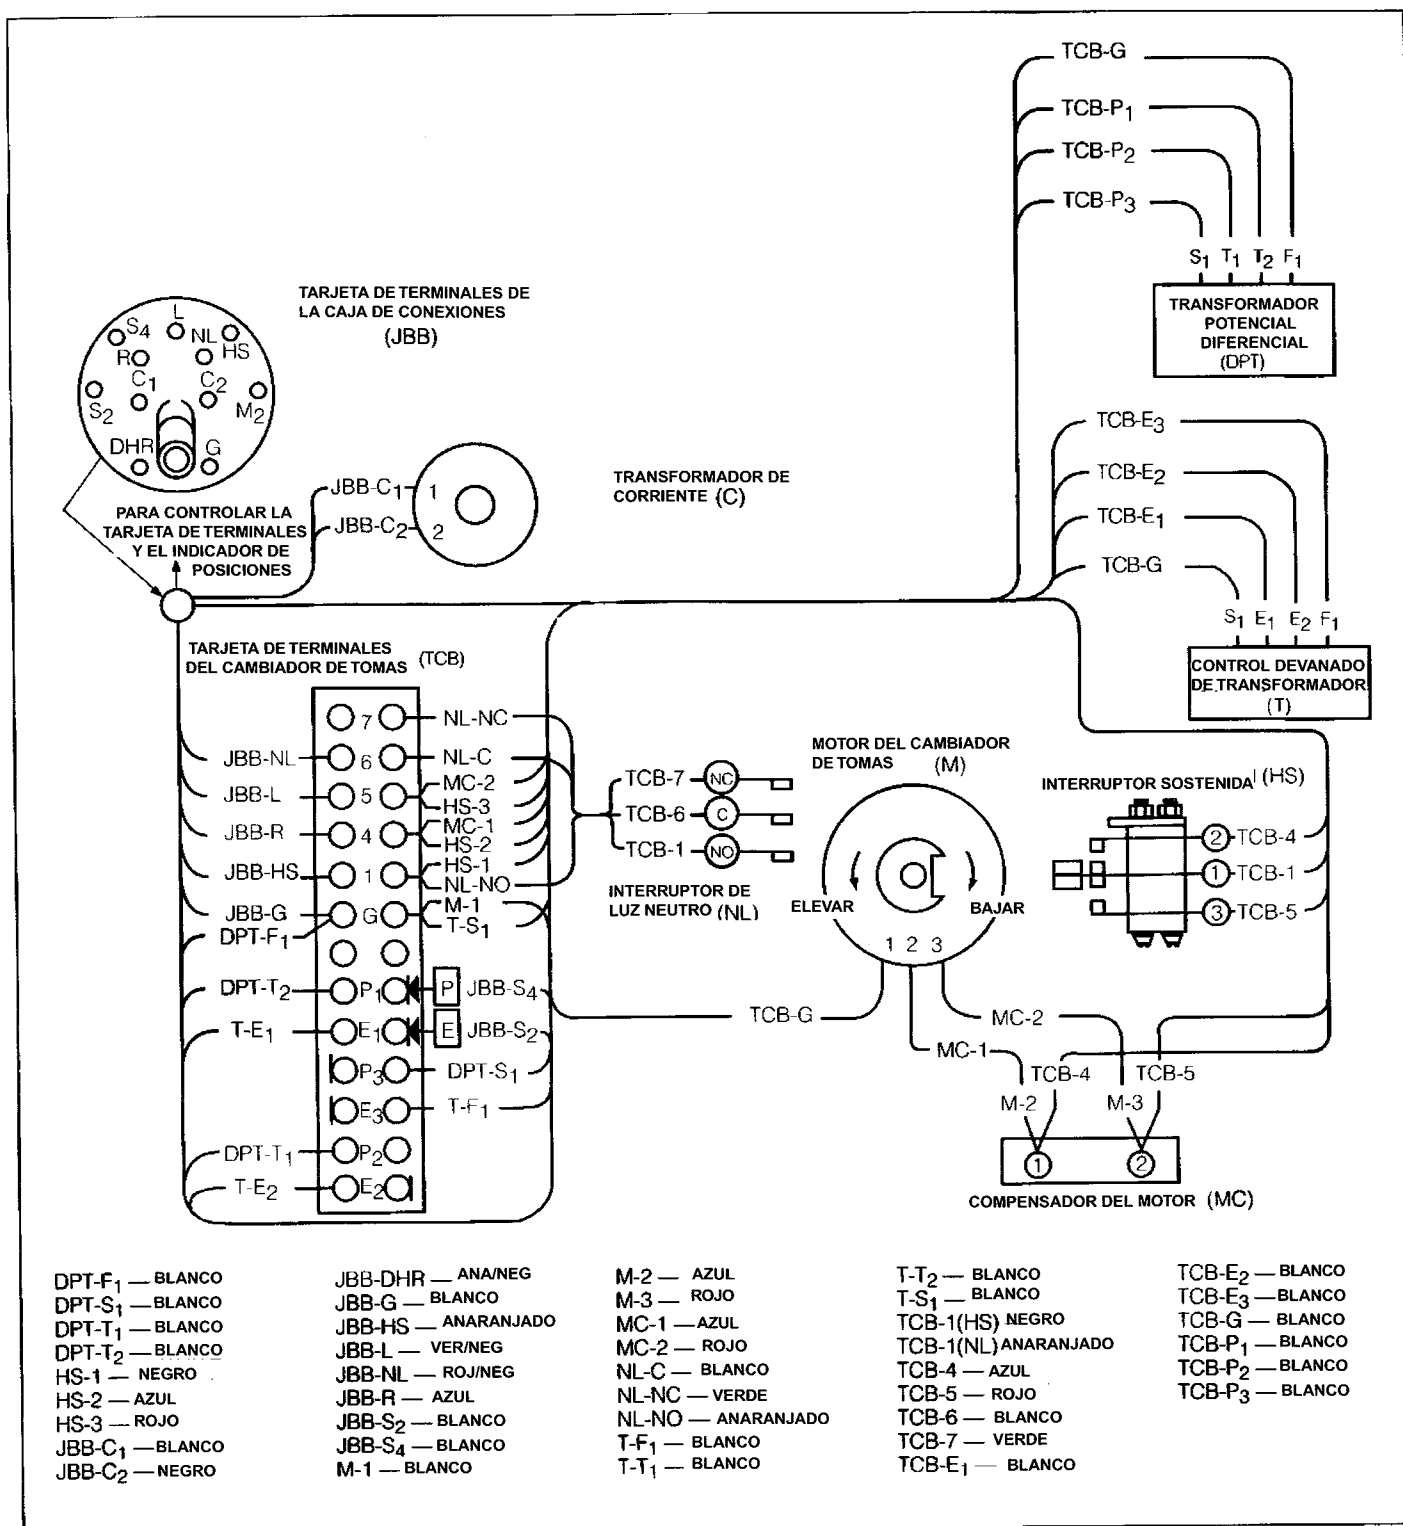 TCB-G
TCB-P1
TCB-P2
TCB-P3
S1 T1 T2 F1
TRANSFORMADOR
POTENCIAL
DIFERENCIAL
(DPT)
TARJETA DE TERMINALES DE
LA CAJA DE CONEXIONES
(JBB)
L
S4 NL HS
R
C1 C2
S2 M2
DHR G
PARA CONTROLAR LA
TARJETA DE TERMINALES
Y EL INDICADOR DE
POSICIONES
JBB-C1 1
JBB-C2 2
TRANSFORMADOR DE
CORRIENTE (C)
TCB-E3
TCB-E2
TCB-E1
TCB-G
S1 E1 E2 F1
CONTROL DEVANADO
DE TRANSFORMADOR
(T)
TARJETA DE TERMINALES
DEL CAMBIADOR DE TOMAS (TCB)
7 NL-NC
JBB-NL 6 NL-C
JBB-L 5 MC-2
HS-3
JBB-R 4 MC-1
HS-2
JBB-HS 1 HS-1
NL-NO
JBB-G G M-1
DPT-F1 T-S1
DPT-T2 P1 P JBB-S4
T-E1 E1 E JBB-S2
P3 DPT-S1
E3 T-F1
DPT-T1 P2
T-E2 E2
TCB-7 NC
TCB-6 C
TCB-1 NO
INTERRUPTOR DE
LUZ NEUTRO (NL)
MOTOR DEL CAMBIADOR
DE TOMAS (M)
ELEVAR BAJAR
1 2 3
TCB-G
MC-2
MC-1
INTERRUPTOR SOSTENIDA (HS)
2 TCB-4
1 TCB-1
3 TCB-5
TCB-4 TCB-5
M-2 M-3
1 2
COMPENSADOR DEL MOTOR (MC)
DPT-F1 — BLANCO
DPT-S1 — BLANCO
DPT-T1 — BLANCO
DPT-T2 — BLANCO
HS-1 — NEGRO
HS-2 — AZUL
HS-3 — ROJO
JBB-C1 — BLANCO
JBB-C2 — NEGRO
JBB-DHR — ANA/NEG
JBB-G — BLANCO
JBB-HS — ANARANJADO
JBB-L — VER/NEG
JBB-NL — ROJ/NEG
JBB-R — AZUL
JBB-S2 — BLANCO
JBB-S4 — BLANCO
M-1 — BLANCO
M-2 — AZUL
M-3 — ROJO
MC-1 — AZUL
MC-2 — ROJO
NL-C — BLANCO
NL-NC — VERDE
NL-NO — ANARANJADO
T-F1 — BLANCO
T-T1 — BLANCO
T-T2 — BLANCO
T-S1 — BLANCO
TCB-1(HS) NEGRO
TCB-1(NL) ANARANJADO
TCB-4 — AZUL
TCB-5 — ROJO
TCB-6 — BLANCO
TCB-7 — VERDE
TCB-E1 — BLANCO
TCB-E2 — BLANCO
TCB-E3 — BLANCO
TCB-G — BLANCO
TCB-P1 — BLANCO
TCB-P2 — BLANCO
TCB-P3 — BLANCO